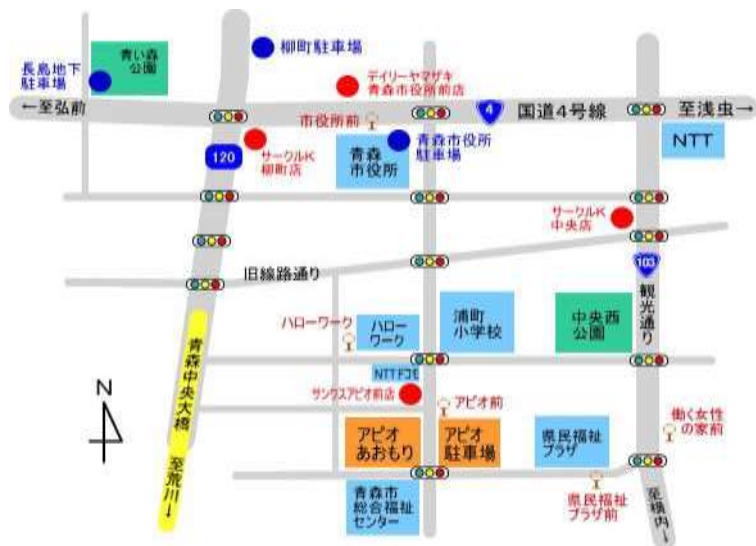 青い森
公園
柳町駐車場
長島地下
駐車場
デイリーヤマザキ
青森市役所前店
←至弘前
4
国道4号線
至浅虫→
市役所前
120
サークルK
柳町店
青森
市役所
青森市役所
駐車場
NTT
サークルK
中央店
旧線路通り
103
観光通り
ハローワーク
ハロー
ワーク
浦町
小学校
中央西
公園
青森中央大橋
至荒川→
NTTドコモ
サンクスアピオ前店
N
アピオ前
アピオ
あおもり
アピオ
駐車場
県民福祉
プラザ
働く女性
の家前
青森市
総合福祉
センター
県民福祉
プラザ前
至横内→